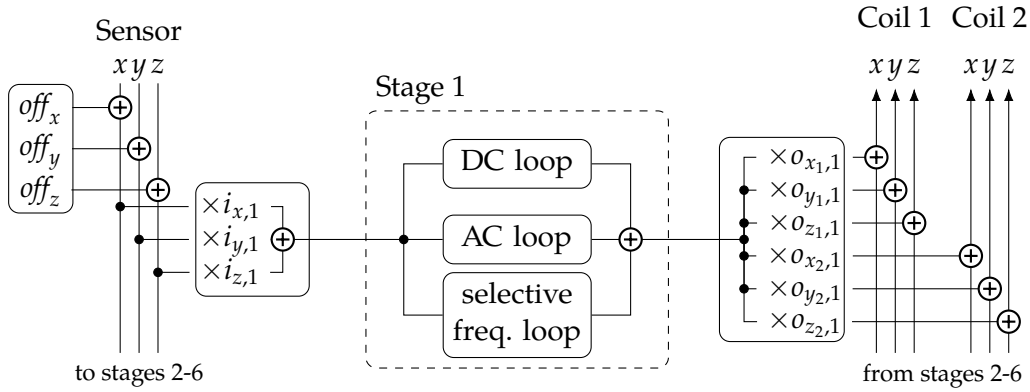 Coil 1 Coil 2
Sensor
x y z x y z
x y z
Stage 1
off_x
off_y
off_z
DC loop
AC loop
selective
freq. loop
×i_{x,1}
×i_{y,1}
×i_{z,1}
×o_{x_1,1}
×o_{y_1,1}
×o_{z_1,1}
×o_{x_2,1}
×o_{y_2,1}
×o_{z_2,1}
to stages 2-6
from stages 2-6